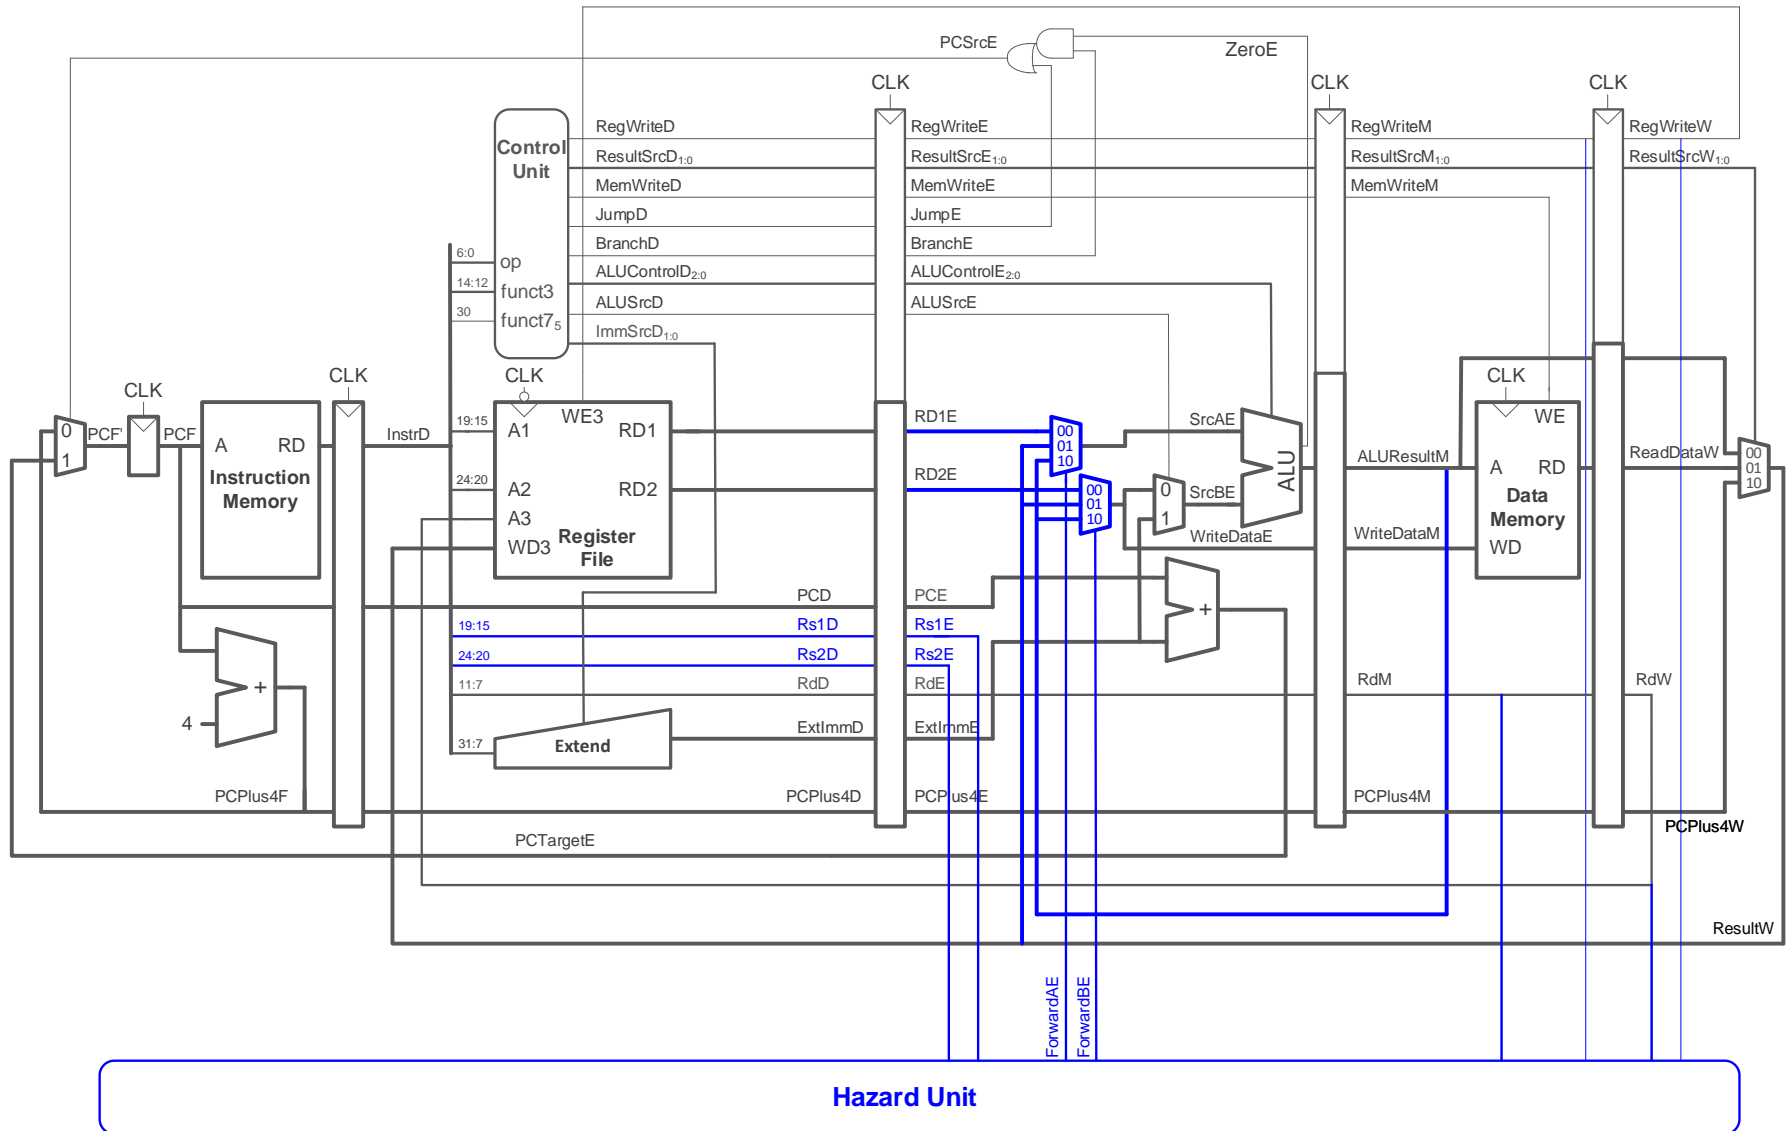 PCSrcE
ZeroE
CLK
CLK
CLK
Control
Unit
RegWriteD
RegWriteE
RegWriteM
RegWriteW
ResultSrcD1:0
ResultSrcE1:0
ResultSrcM1:0
ResultSrcW1:0
MemWriteD
MemWriteE
MemWriteM
JumpD
JumpE
6:0
op
BranchD
BranchE
14:12
funct3
ALUControlD2:0
ALUControlE2:0
30
funct75
ALUSrcD
ALUSrcE
ImmSrcD1:0
CLK
CLK
CLK
CLK
0
1
PCF'
PCF
A
RD
Instruction
Memory
InstrD
19:15
A1
WE3
RD1
24:20
A2
RD2
A3
WD3
Register
File
RD1E
00
01
10
RD2E
00
01
10
SrcAE
0
1
SrcBE
ALU
WriteDataE
ALUResultM
WriteDataM
A
RD
WE
Data
Memory
WD
ReadDataW
00
01
10
PCD
PCE
+
19:15
Rs1D
Rs1E
24:20
Rs2D
Rs2E
11:7
RdD
RdE
RdM
RdW
+
4
31:7
Extend
ExtImmD
ExtImmE
PCPlus4F
PCPlus4D
PCPlus4E
PCPlus4M
PCPlus4W
PCTargetE
ResultW
ForwardAE
ForwardBE
Hazard Unit